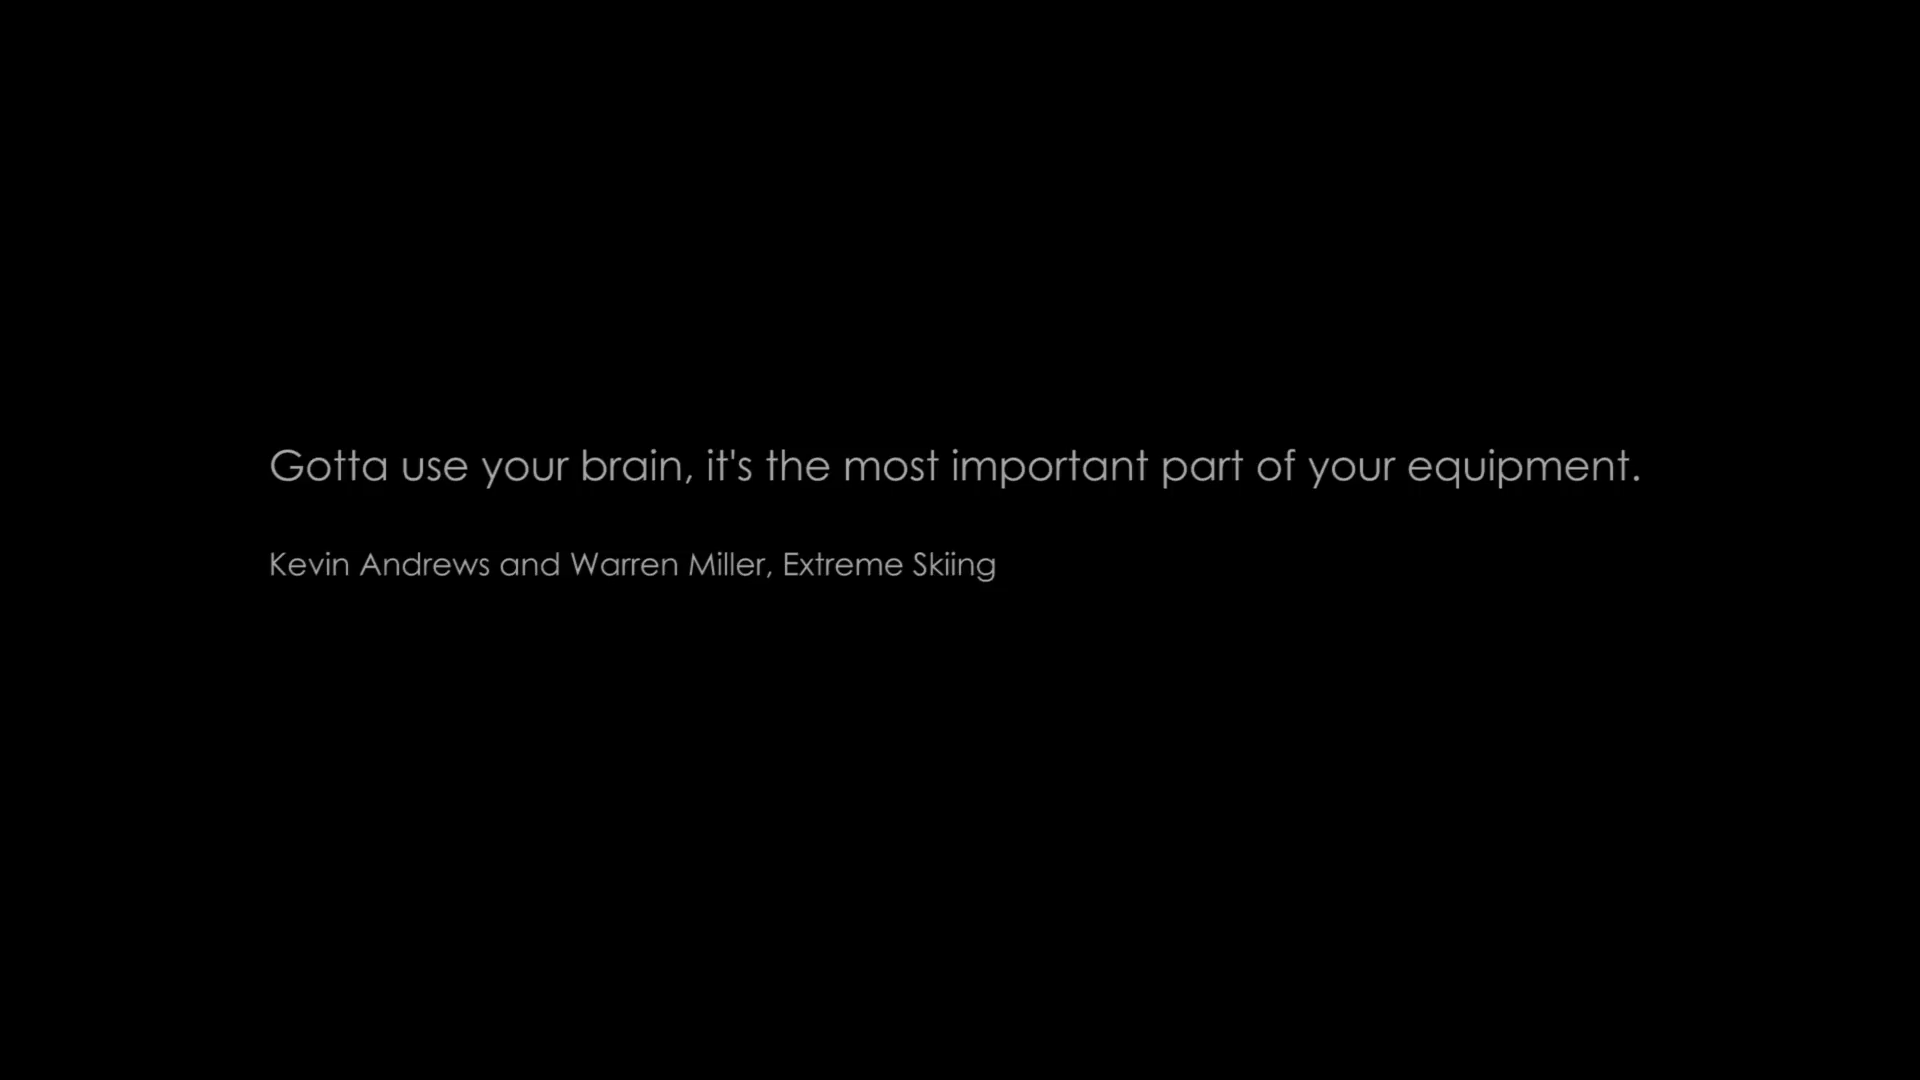 Gotta use your brain, it's the most important part of your equipment.
Kevin Andrews and Warren Miller, Extreme Skiing